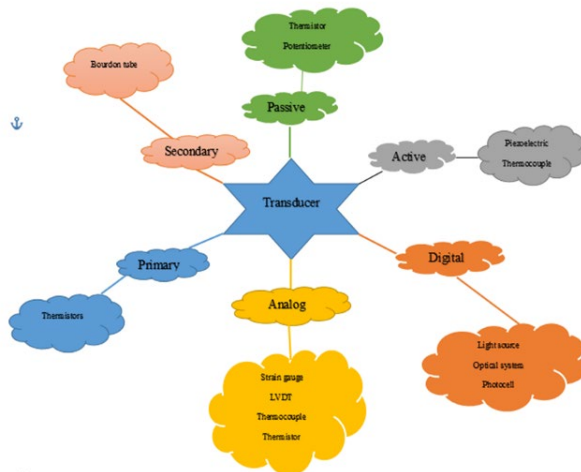 Thermistor
Potentiometer
Passive
Bourdon tube
Secondary
Active
Piezoelectric
Thermocouple
Transducer
Primary
Thermistors
Digital
Light source
Optical system
Photocell
Analog
Strain gauge
LVDT
Thermocouple
Thermistor